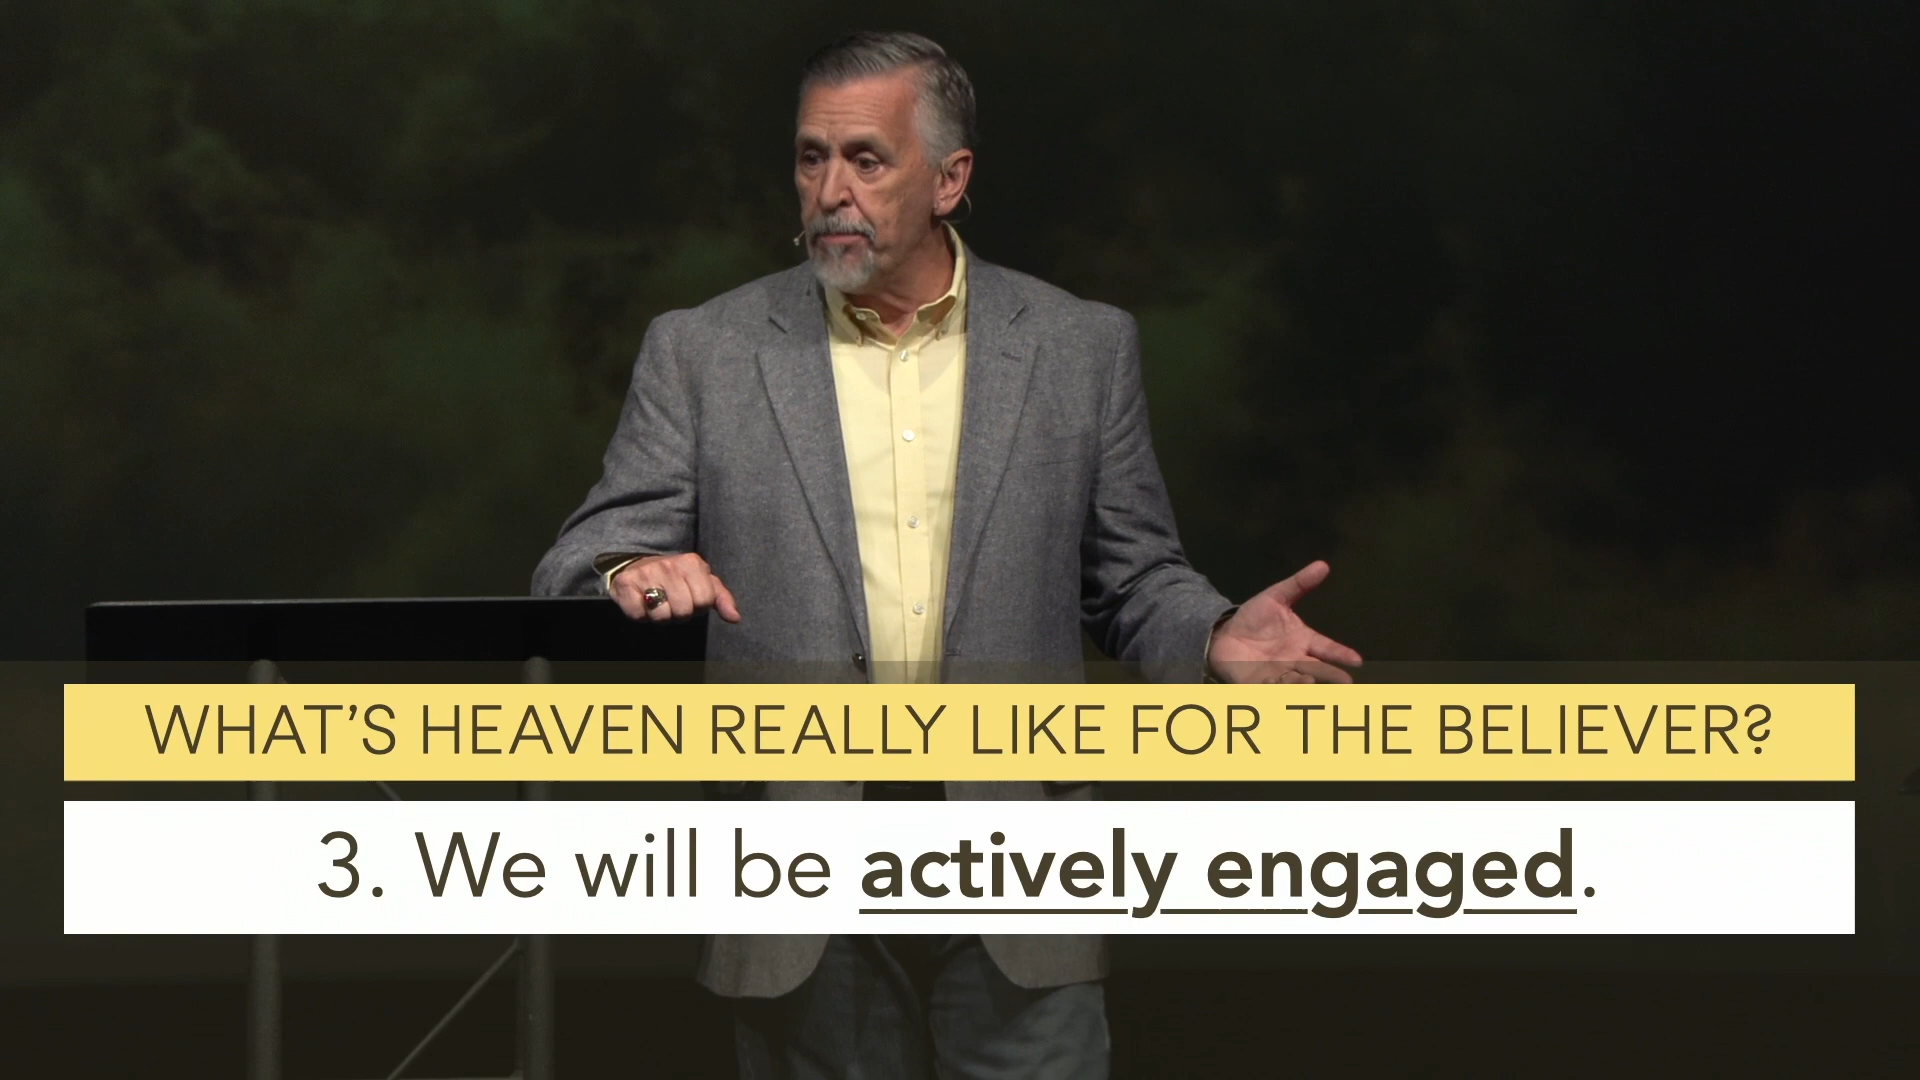 WHAT’S HEAVEN REALLY LIKE FOR THE BELIEVER?
3. We will be actively engaged.